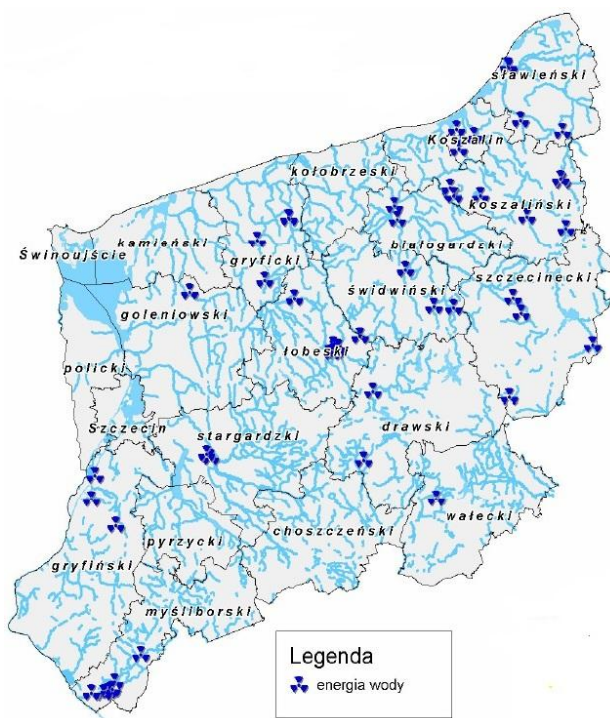 sławieński
Koszalin
kołobrzeski
koszaliński
kamieński
białogardzki
Świnoujście
gryficki
szczecinecki
świdwiński
goleniowski
łobeski
policki
drawski
Szczecin
stargardzki
wałecki
choszczeński
pyrzycki
gryfiński
myśliborski
Legenda
energia wody